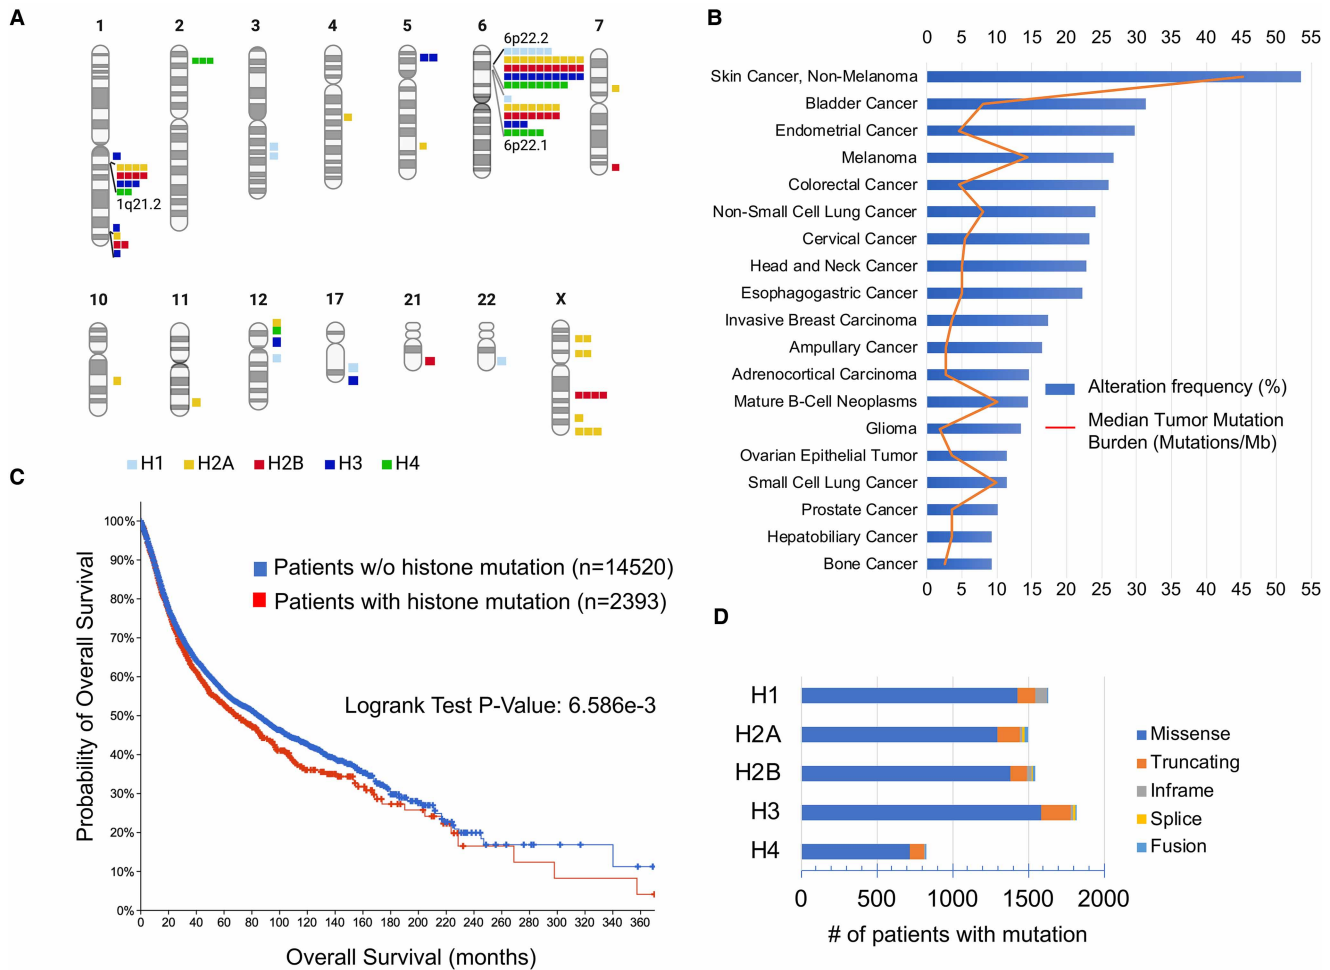 A
1
2
3
4
5
6
7
6p22.2
6p22.1
1q21.2
10
11
12
17
21
22
X
H1
H2A
H2B
H3
H4
B
0 5 10 15 20 25 30 35 40 45 50 55
Skin Cancer, Non-Melanoma
Bladder Cancer
Endometrial Cancer
Melanoma
Colorectal Cancer
Non-Small Cell Lung Cancer
Cervical Cancer
Head and Neck Cancer
Esophagogastric Cancer
Invasive Breast Carcinoma
Ampullary Cancer
Adrenocortical Carcinoma
Mature B-Cell Neoplasms
Glioma
Ovarian Epithelial Tumor
Small Cell Lung Cancer
Prostate Cancer
Hepatobiliary Cancer
Bone Cancer
Alteration frequency (%)
Median Tumor Mutation
Burden (Mutations/Mb)
0 5 10 15 20 25 30 35 40 45 50 55
C
Probability of Overall Survival
100%
90%
80%
70%
60%
50%
40%
30%
20%
10%
0%
Patients w/o histone mutation (n=14520)
Patients with histone mutation (n=2393)
Logrank Test P-Value: 6.586e-3
0 20 40 60 80 100 120 140 160 180 200 220 240 260 280 300 320 340 360
Overall Survival (months)
D
H1
H2A
H2B
H3
H4
Missense
Truncating
Inframe
Splice
Fusion
0 500 1000 1500 2000
# of patients with mutation